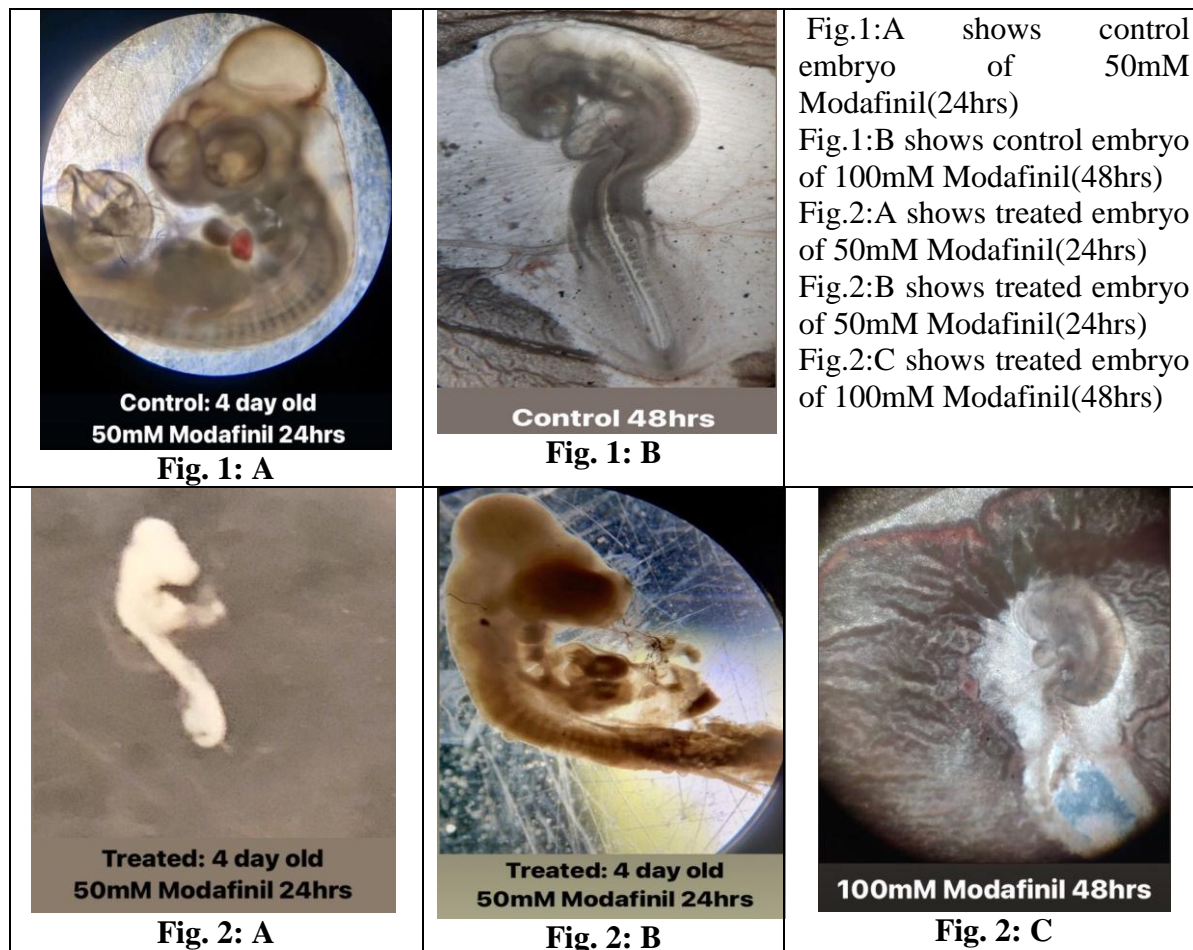 Control: 4 day old
50mM Modafinil 24hrs
Fig. 1: A
Control 48hrs
Fig. 1: B
Fig.1:A shows control
embryo of 50mM
Modafinil(24hrs)
Fig.1:B shows control embryo
of 100mM Modafinil(48hrs)
Fig.2:A shows treated embryo
of 50mM Modafinil(24hrs)
Fig.2:B shows treated embryo
of 50mM Modafinil(24hrs)
Fig.2:C shows treated embryo
of 100mM Modafinil(48hrs)
Treated: 4 day old
50mM Modafinil 24hrs
Fig. 2: A
Treated: 4 day old
50mM Modafinil 24hrs
Fig. 2: B
100mM Modafinil 48hrs
Fig. 2: C